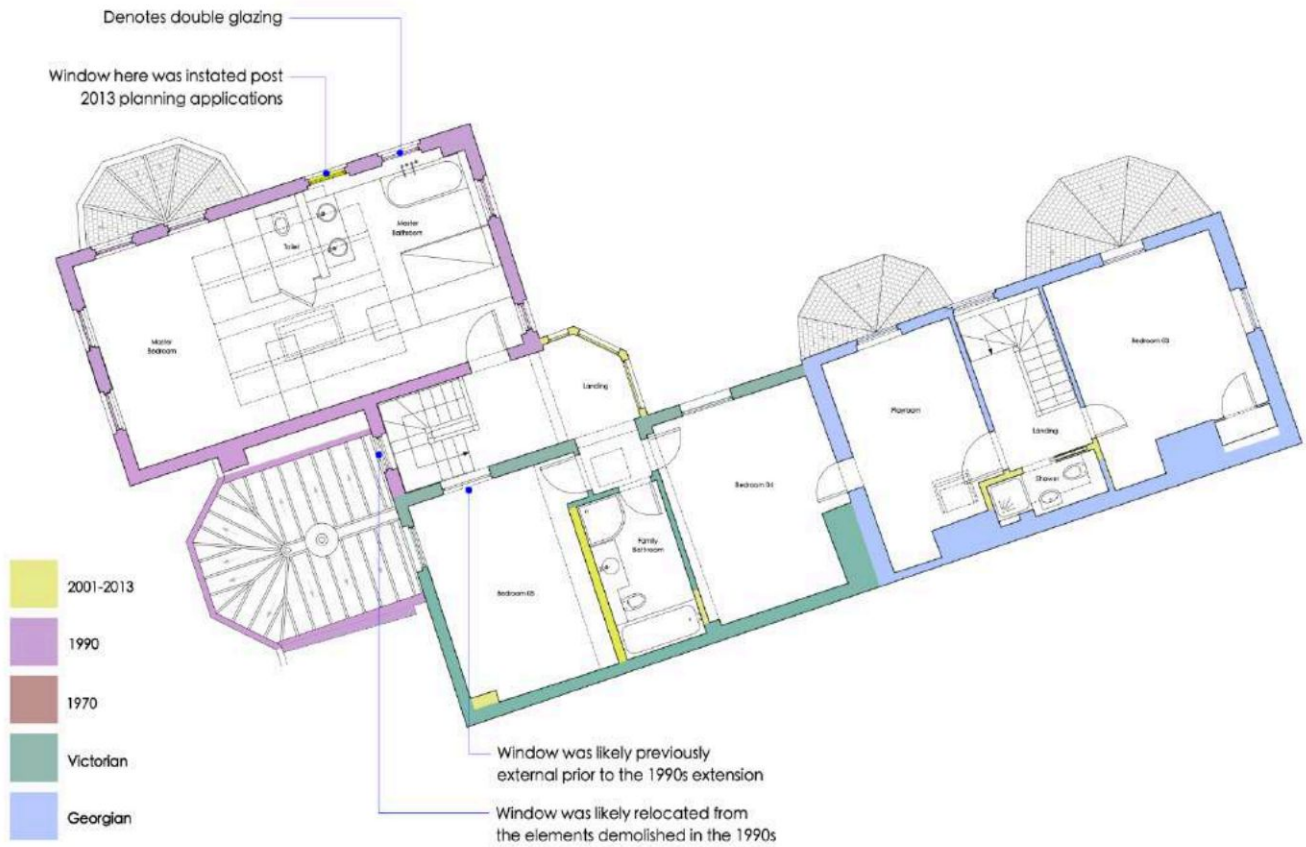 Denotes double glazing
Window here was instated post
2013 planning applications
Master
Bathroom
Toilet
Master
Bedroom
Landing
Bedroom 03
Playroom
Landing
Shower
Bedroom 04
Family
Bathroom
Bedroom 05
2001-2013
1990
1970
Victorian
Georgian
Window was likely previously
external prior to the 1990s extension
Window was likely relocated from
the elements demolished in the 1990s